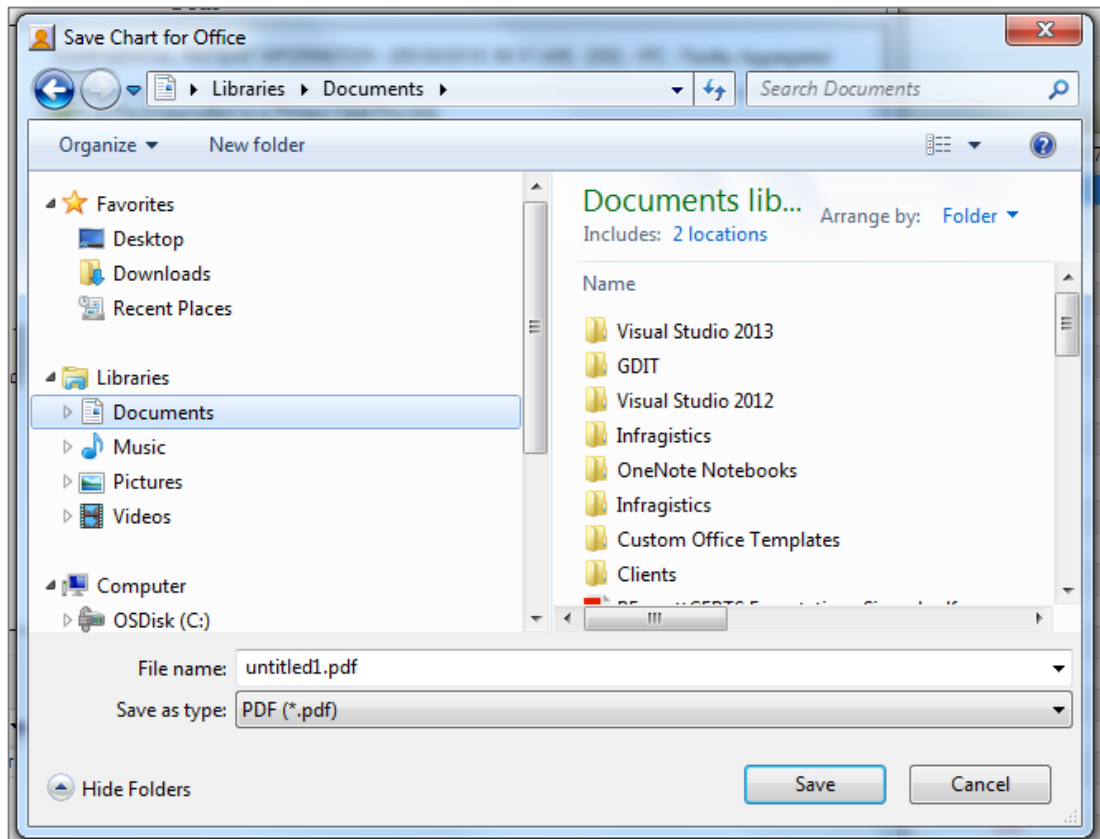 Save Chart for Office
Libraries Documents
Search Documents
Organize New folder
Favorites
Desktop
Downloads
Recent Places
Libraries
Documents
Music
Pictures
Videos
Computer
OSDisk (C:)
Documents lib...
Includes: 2 locations
Arrange by: Folder
Name
Visual Studio 2013
GDIT
Visual Studio 2012
Infragistics
OneNote Notebooks
Infragistics
Custom Office Templates
Clients
File name: untitled1.pdf
Save as type: PDF (*.pdf)
Hide Folders
Save
Cancel